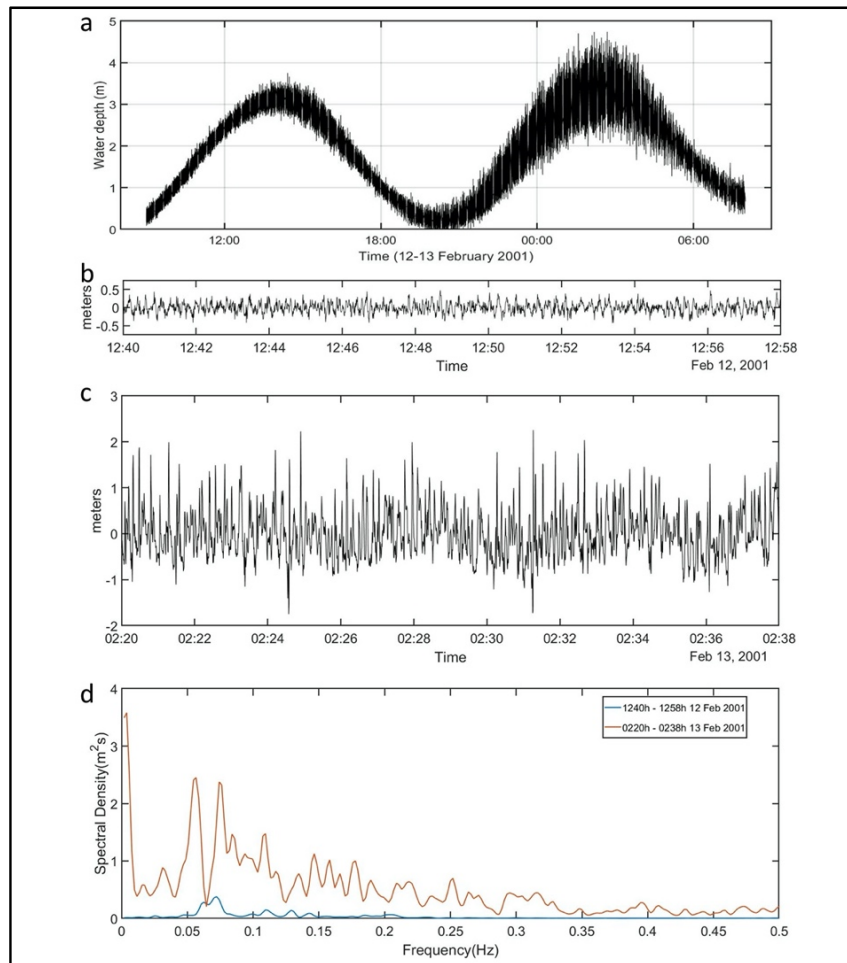 a
Water depth (m)
5
4
3
2
1
0
12:00 18:00 00:00 06:00
Time (12-13 February 2001)
b
meters
0.5
0
-0.5
12:40 12:42 12:44 12:46 12:48 12:50 12:52 12:54 12:56 12:58
Time
Feb 12, 2001
c
meters
3
2
1
0
-1
-2
02:20 02:22 02:24 02:26 02:28 02:30 02:32 02:34 02:36 02:38
Time
Feb 13, 2001
d
Spectral Density(m²s)
4
3
2
1
0
1240h - 1258h 12 Feb 2001
0220h - 0238h 13 Feb 2001
0 0.05 0.1 0.15 0.2 0.25 0.3 0.35 0.4 0.45 0.5
Frequency(Hz)